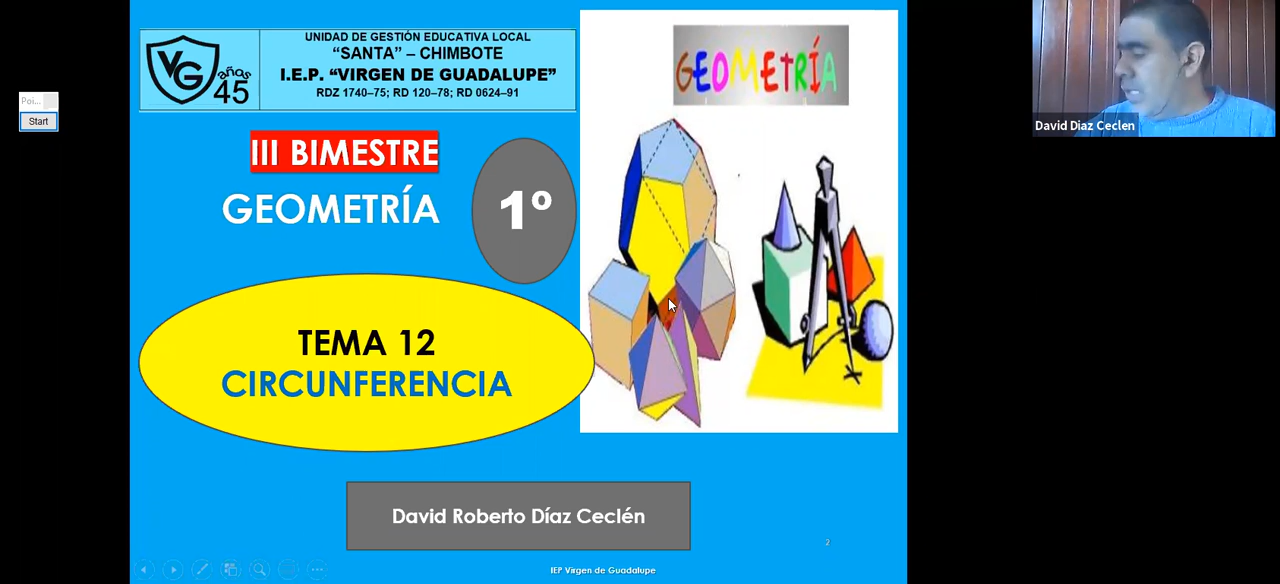 UNIDAD DE GESTIÓN EDUCATIVA LOCAL
“SANTA” – CHIMBOTE
I.E.P. “VIRGEN DE GUADALUPE”
RDZ 1740–75; RD 120–78; RD 0624–91
VG
años
45
GEOMETRÍA
Poi...
Start
David Diaz Ceclen
III BIMESTRE
GEOMETRÍA
1º
TEMA 12
CIRCUNFERENCIA
David Roberto Díaz Ceclén
2
IEP Virgen de Guadalupe